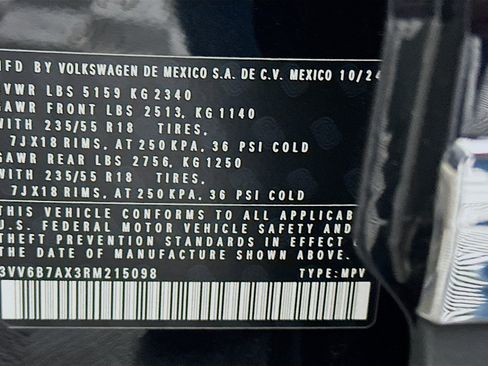 MFD BY VOLKSWAGEN DE MEXICO S.A. DE C.V. MEXICO 10/24
GVWR LBS 5159 KG 2340
GAWR FRONT LBS 2513, KG 1140
WITH 235/55 R18 TIRES,
7JX18 RIMS, AT 250 KPA, 36 PSI COLD
GAWR REAR LBS 2756, KG 1250
WITH 235/55 R18 TIRES,
7JX18 RIMS, AT 250 KPA, 36 PSI COLD
THIS VEHICLE CONFORMS TO ALL APPLICAB
U.S. FEDERAL MOTOR VEHICLE SAFETY AND
THEFT PREVENTION STANDARDS IN EFFECT O
THE DATE OF MANUFACTURE SHOWN ABOVE.
3VV6B7AX3RM215098 TYPE: MPV